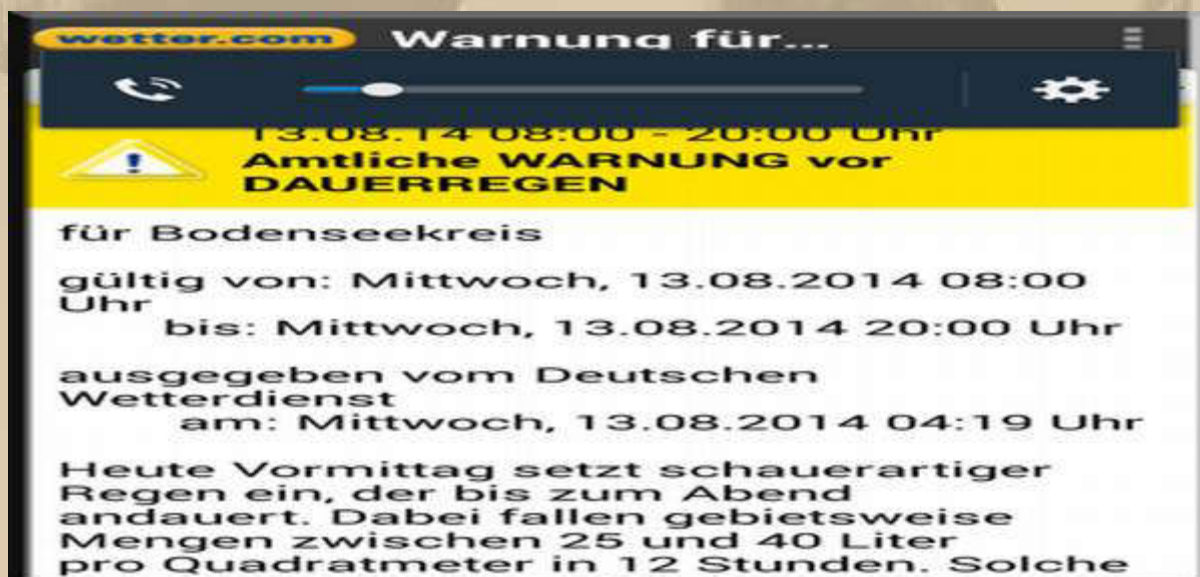 wetter.com Warnung für...
13.08.14 08:00 - 20:00 Uhr
Amtliche WARNUNG vor
DAUERREGEN
für Bodenseekreis
gültig von: Mittwoch, 13.08.2014 08:00
Uhr
bis: Mittwoch, 13.08.2014 20:00 Uhr
ausgegeben vom Deutschen
Wetterdienst
am: Mittwoch, 13.08.2014 04:19 Uhr
Heute Vormittag setzt schauerartiger
Regen ein, der bis zum Abend
andauert. Dabei fallen gebietsweise
Mengen zwischen 25 und 40 Liter
pro Quadratmeter in 12 Stunden. Solche